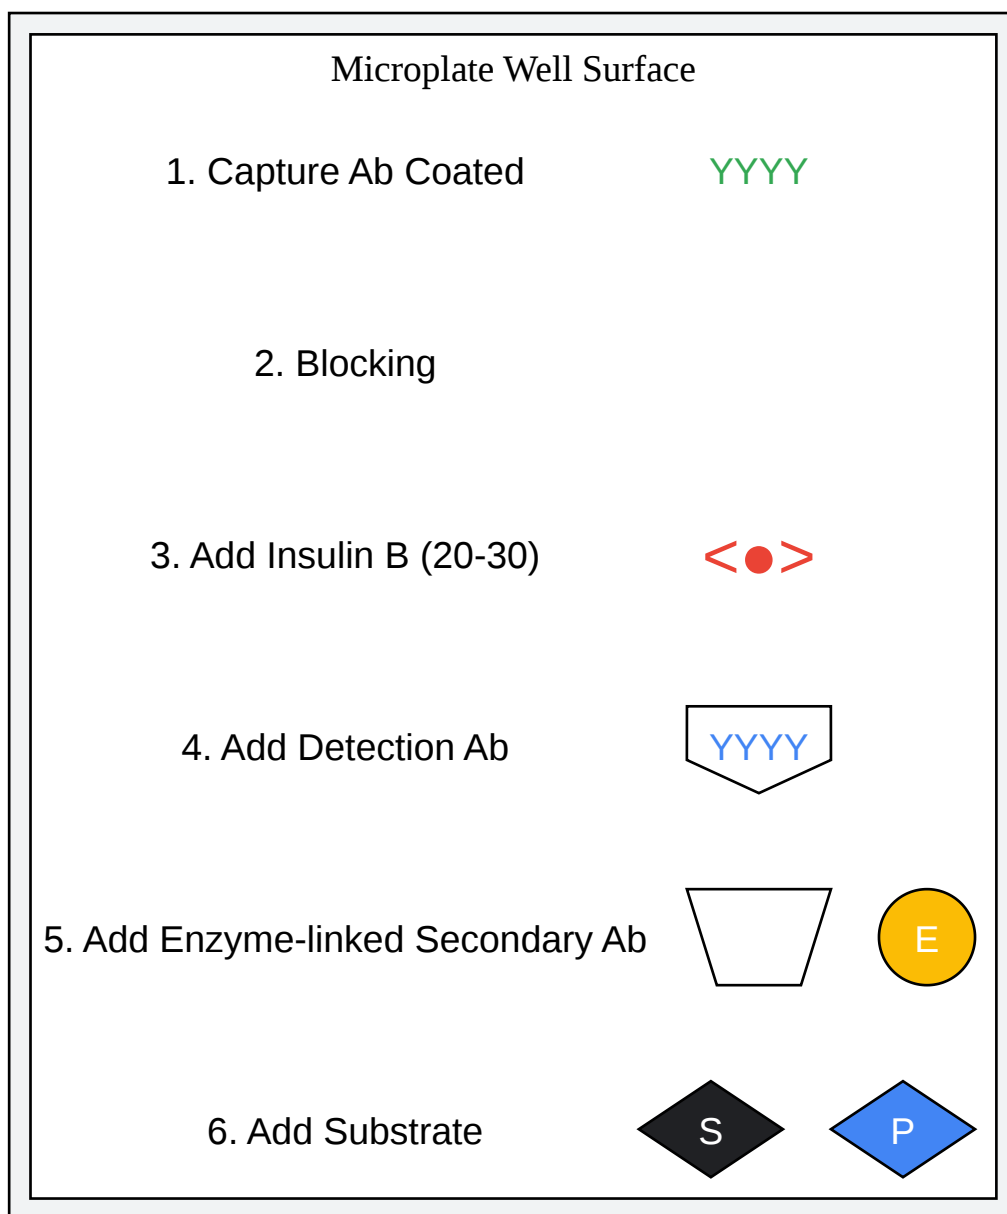 Microplate Well Surface
1. Capture Ab Coated YYYY
2. Blocking
3. Add Insulin B (20-30) <●>
4. Add Detection Ab YYYY
5. Add Enzyme-linked Secondary Ab E
6. Add Substrate S P